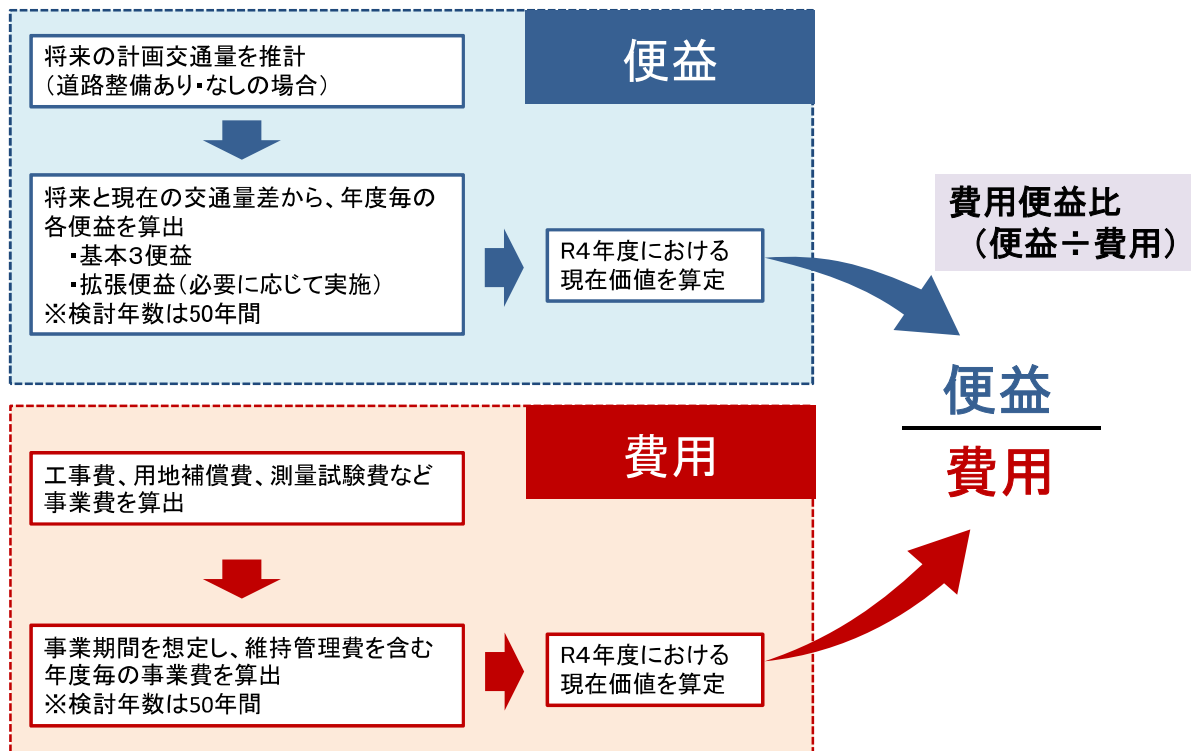 便益
将来の計画交通量を推計
（道路整備あり・なしの場合）
将来と現在の交通量差から、年度毎の
各便益を算出
・基本３便益
・拡張便益（必要に応じて実施）
※検討年数は50年間
R4年度における
現在価値を算定
費用
工事費、用地補償費、測量試験費など
事業費を算出
事業期間を想定し、維持管理費を含む
年度毎の事業費を算出
※検討年数は50年間
R4年度における
現在価値を算定
費用便益比
（便益÷費用）
便益
費用